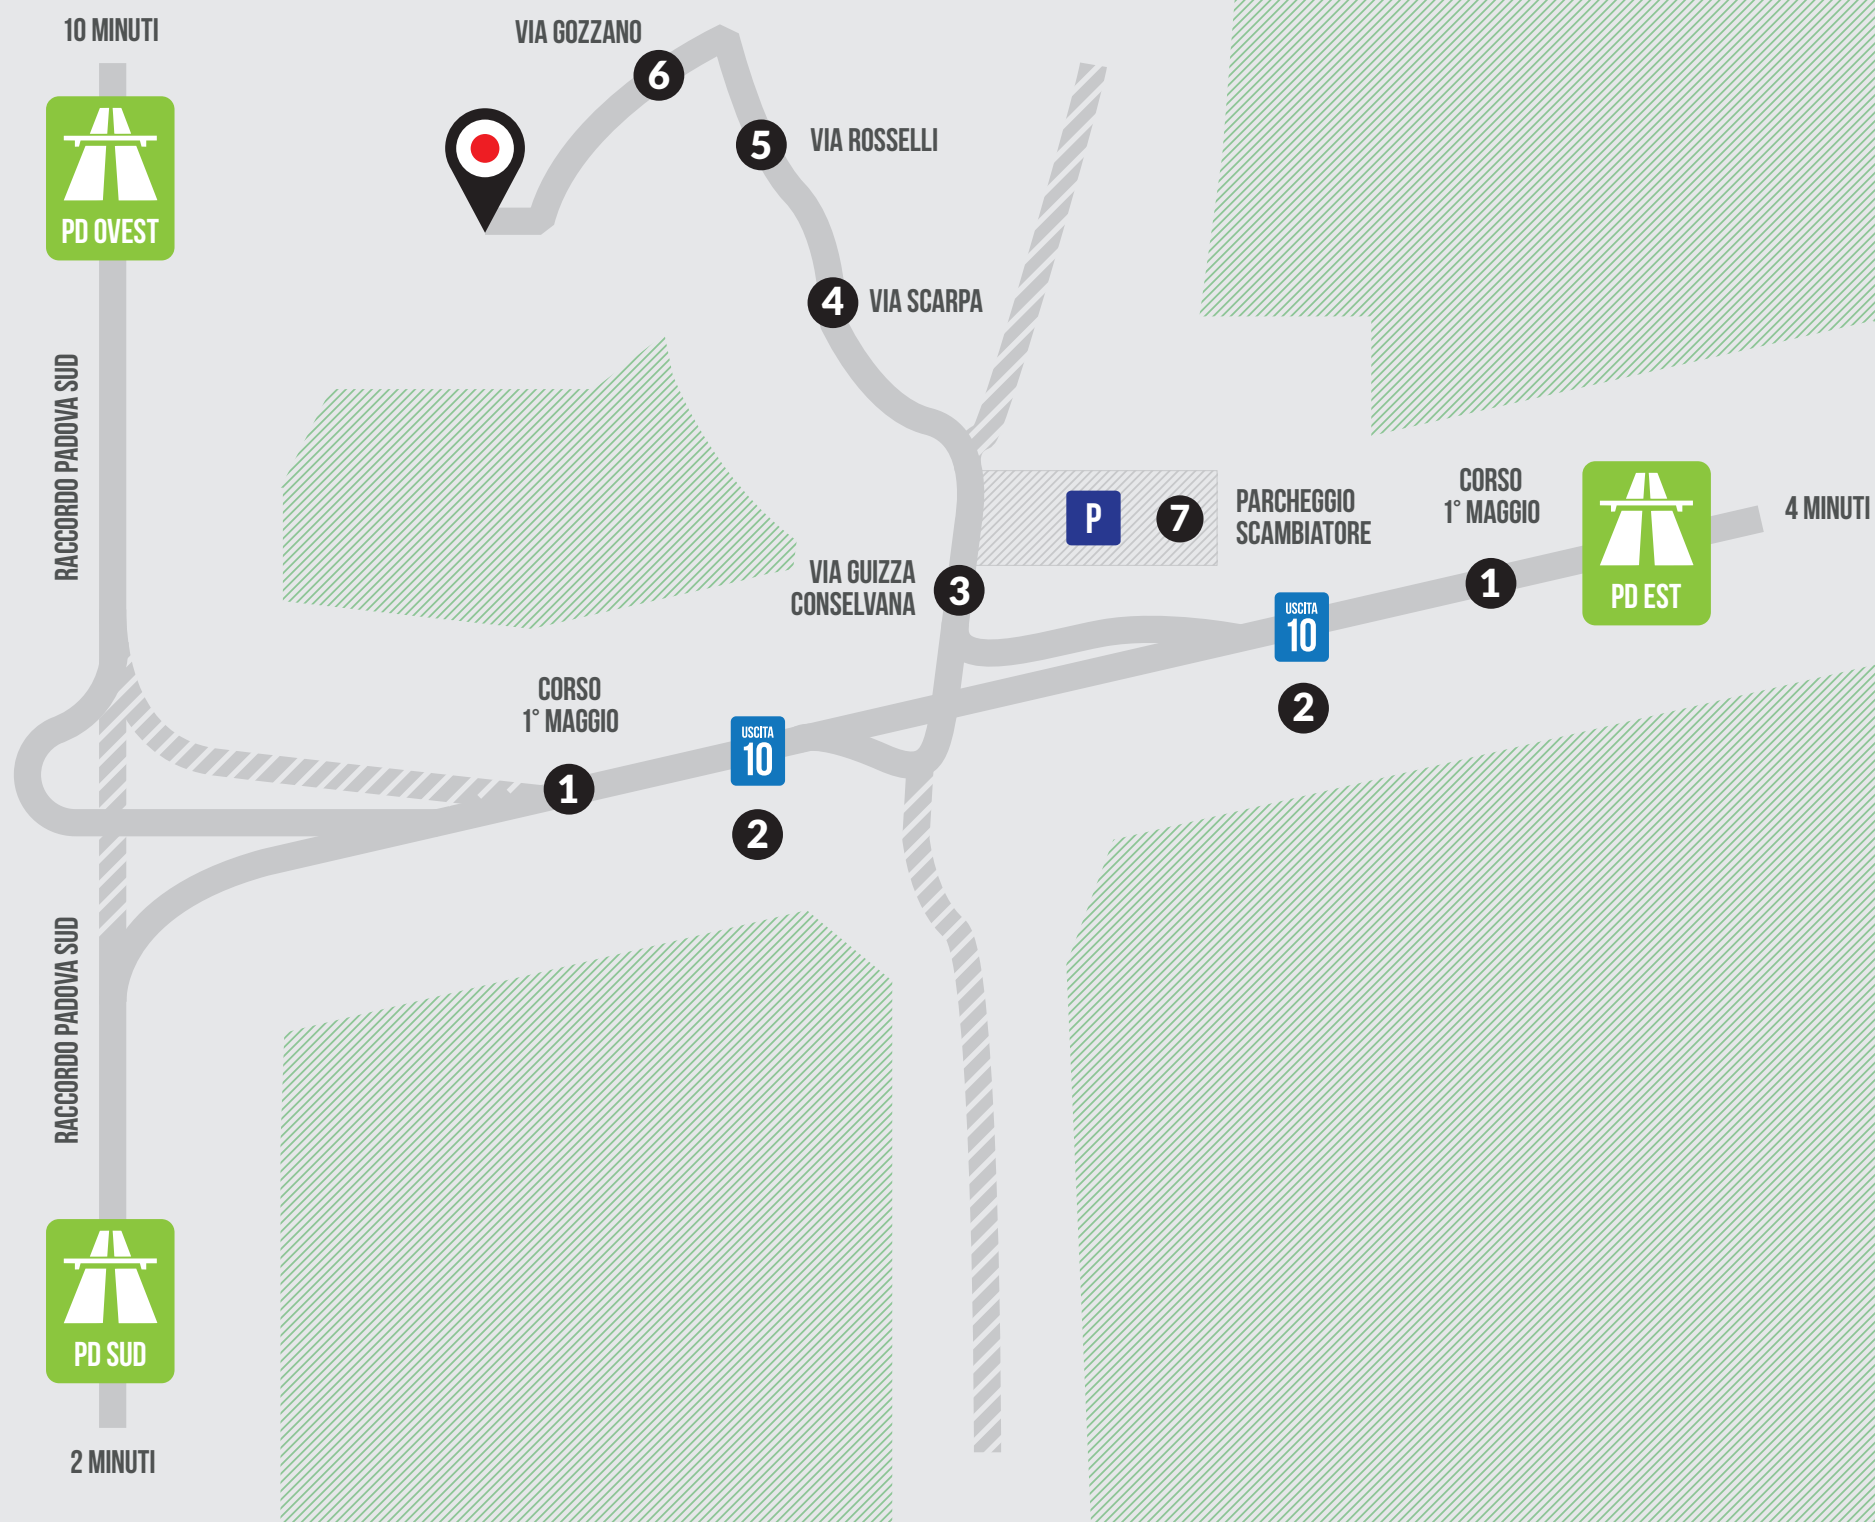 10 MINUTI
VIA GOZZANO
6
5
VIA ROSSELLI
PD OVEST
4
VIA SCARPA
RACCORDO PADOVA SUD
P
7
PARCHEGGIO
SCAMBIATORE
CORSO
1° MAGGIO
4 MINUTI
VIA GUIZZA
CONSELVANA
3
1
PD EST
USCITA
10
2
CORSO
1° MAGGIO
1
USCITA
10
2
RACCORDO PADOVA SUD
PD SUD
2 MINUTI